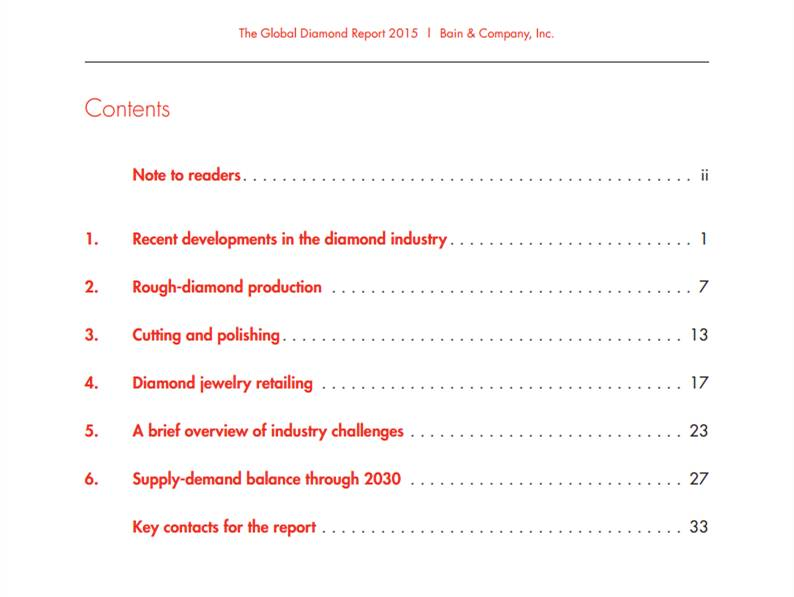 The Global Diamond Report 2015 | Bain & Company, Inc.
Contents
Note to readers. . . . . . . . . . . . . . . . . . . . . . . . . . . . . . . . . . . . . . . . . . . . . . ii
1. Recent developments in the diamond industry. . . . . . . . . . . . . . . . . . . . . . . . . 1
2. Rough-diamond production . . . . . . . . . . . . . . . . . . . . . . . . . . . . . . . . . . . . . 7
3. Cutting and polishing. . . . . . . . . . . . . . . . . . . . . . . . . . . . . . . . . . . . . . . . . 13
4. Diamond jewelry retailing . . . . . . . . . . . . . . . . . . . . . . . . . . . . . . . . . . . . . 17
5. A brief overview of industry challenges . . . . . . . . . . . . . . . . . . . . . . . . . . . . 23
6. Supply-demand balance through 2030 . . . . . . . . . . . . . . . . . . . . . . . . . . . . 27
Key contacts for the report . . . . . . . . . . . . . . . . . . . . . . . . . . . . . . . . . . . . . 33